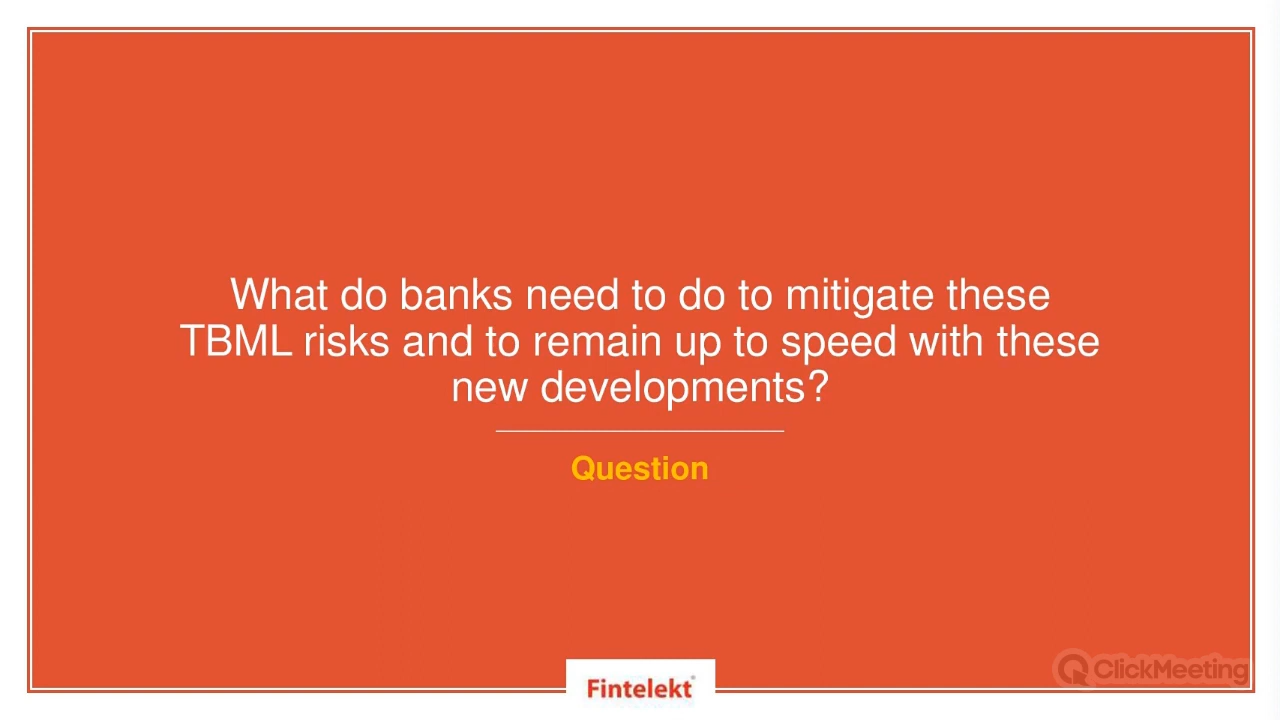 What do banks need to do to mitigate these
TBML risks and to remain up to speed with these
new developments?
Question
Fintelekt
ClickMeeting